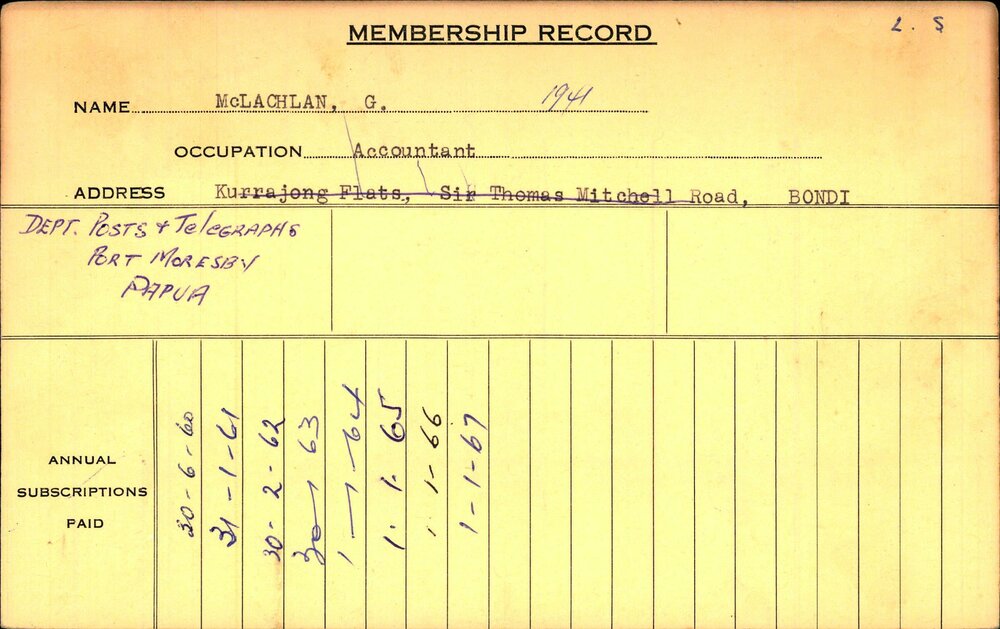 L. S
MEMBERSHIP RECORD
NAME McLACHLAN, G. 1941
OCCUPATION Accountant
ADDRESS Kurrajong Flats, Sir Thomas Mitchell Road, BONDI
DEPT. POSTS & TELEGRAPHS
PORT MORESBY
PAPUA
ANNUAL
SUBSCRIPTIONS
PAID
30-6-60
31-1-61
30-2-62
63
1-1-64
1.1.65
1.1-66
1-1-67